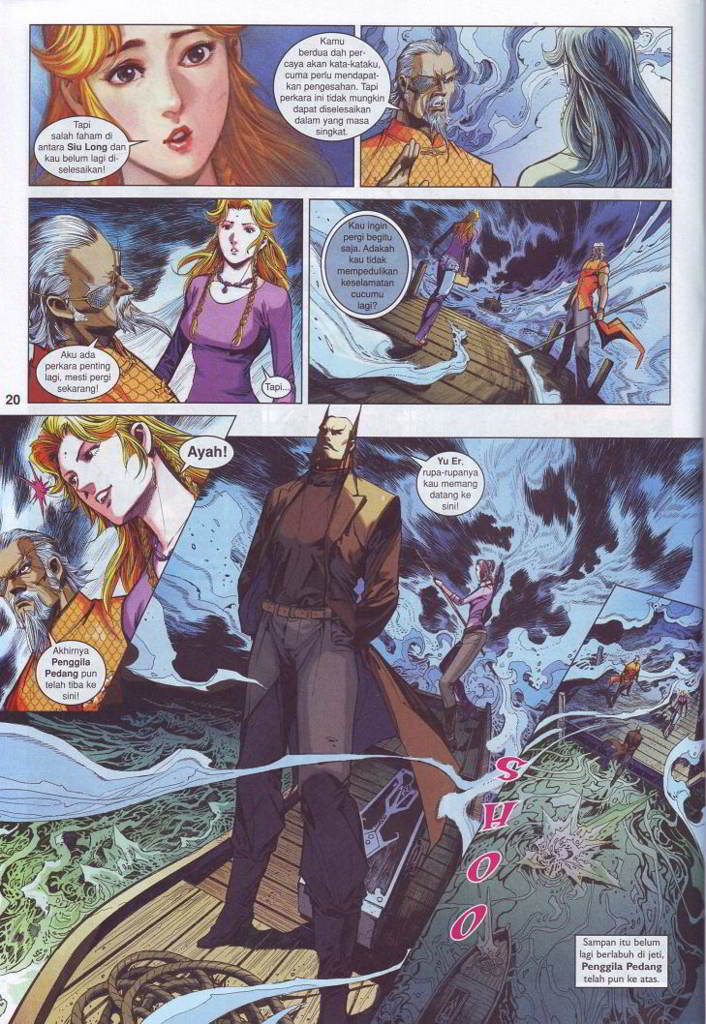 Tapi
salah faham di
antara Siu Long dan
kau belum lagi di-
selesaikan!
Kamu
berdua dah per-
caya akan kata-kataku,
cuma perlu mendapat-
kan pengesahan. Tapi
perkara ini tidak mungkin
dapat diselesaikan
dalam yang masa
singkat.
Aku ada
perkara penting
lagi, mesti pergi
sekarang!
Tapi...
Kau ingin
pergi begitu
saja. Adakah
kau tidak
mempedulikan
keselamatan
cucumu
lagi?
20
Ayah!
Akhirnya
Penggila
Pedang pun
telah tiba ke
sini!
Yu Er,
rupa-rupanya
kau memang
datang ke
sini!
SHOO
Sampan itu belum
lagi berlabuh di jeti,
Penggila Pedang
telah pun ke atas.